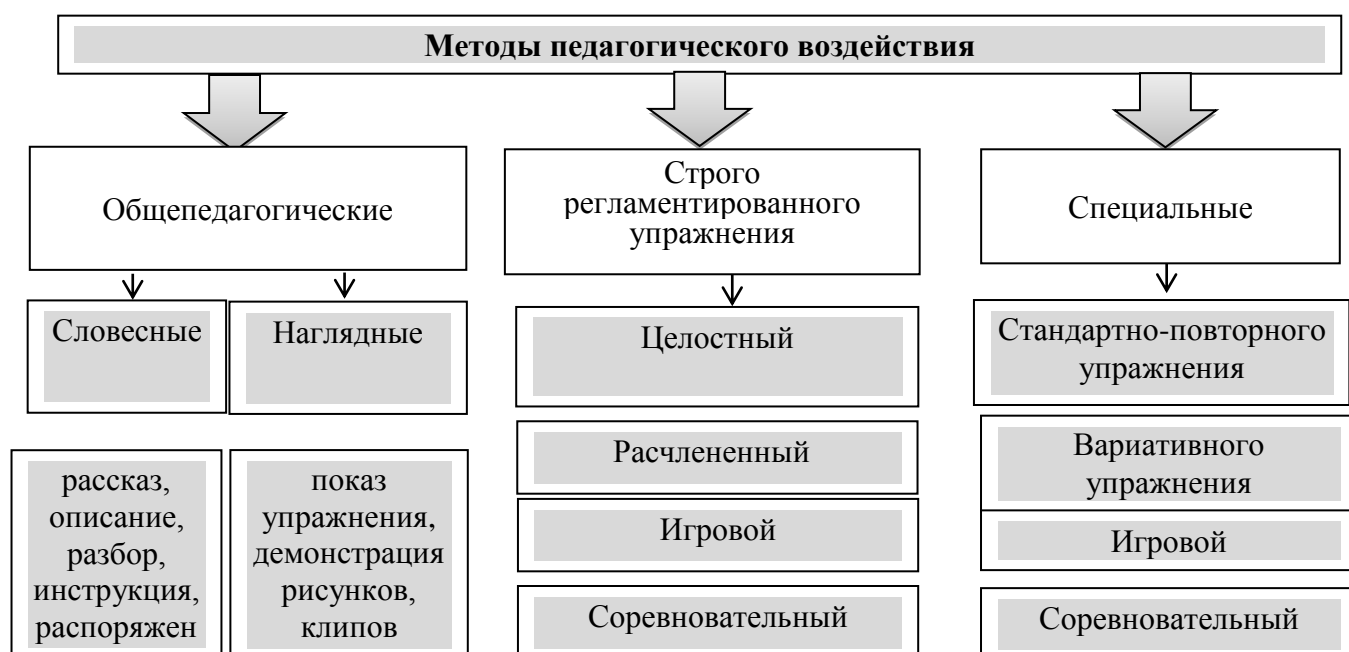 Методы педагогического воздействия
Общепедагогические
Строго
регламентированного
упражнения
Специальные
Словесные
Наглядные
Целостный
Стандартно-повторного
упражнения
Расчлененный
Вариативного
упражнения
рассказ,
описание,
разбор,
инструкция,
распоряжен
показ
упражнения,
демонстрация
рисунков,
клипов
Игровой
Игровой
Соревновательный
Соревновательный